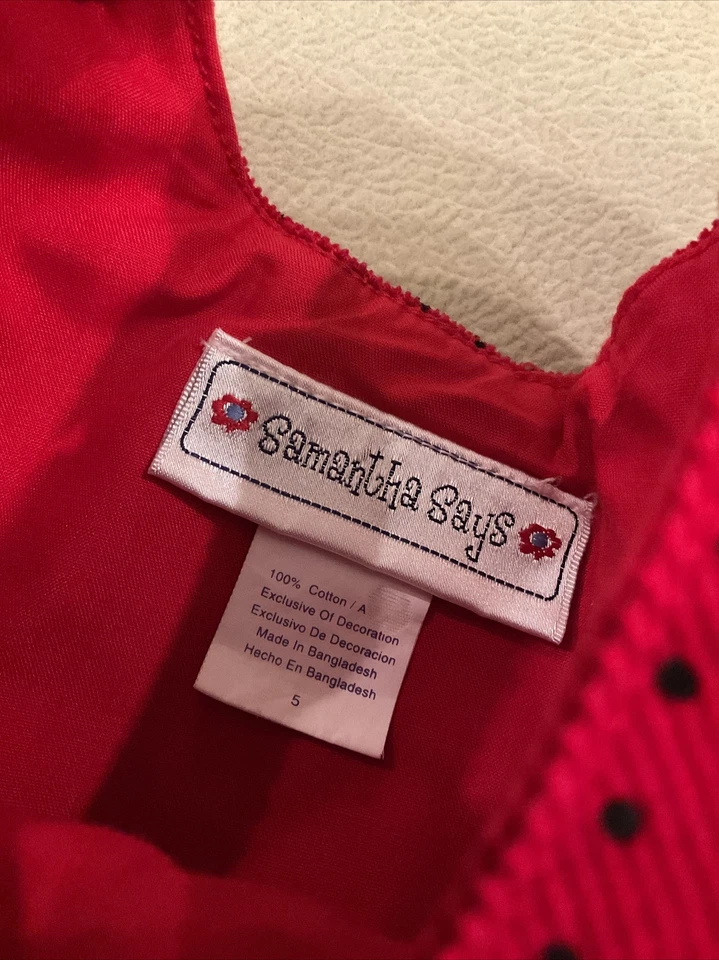 Samantha Says
100% Cotton / A
Exclusive Of Decoration
Exclusivo De Decoracion
Made In Bangladesh
Hecho En Bangladesh
5